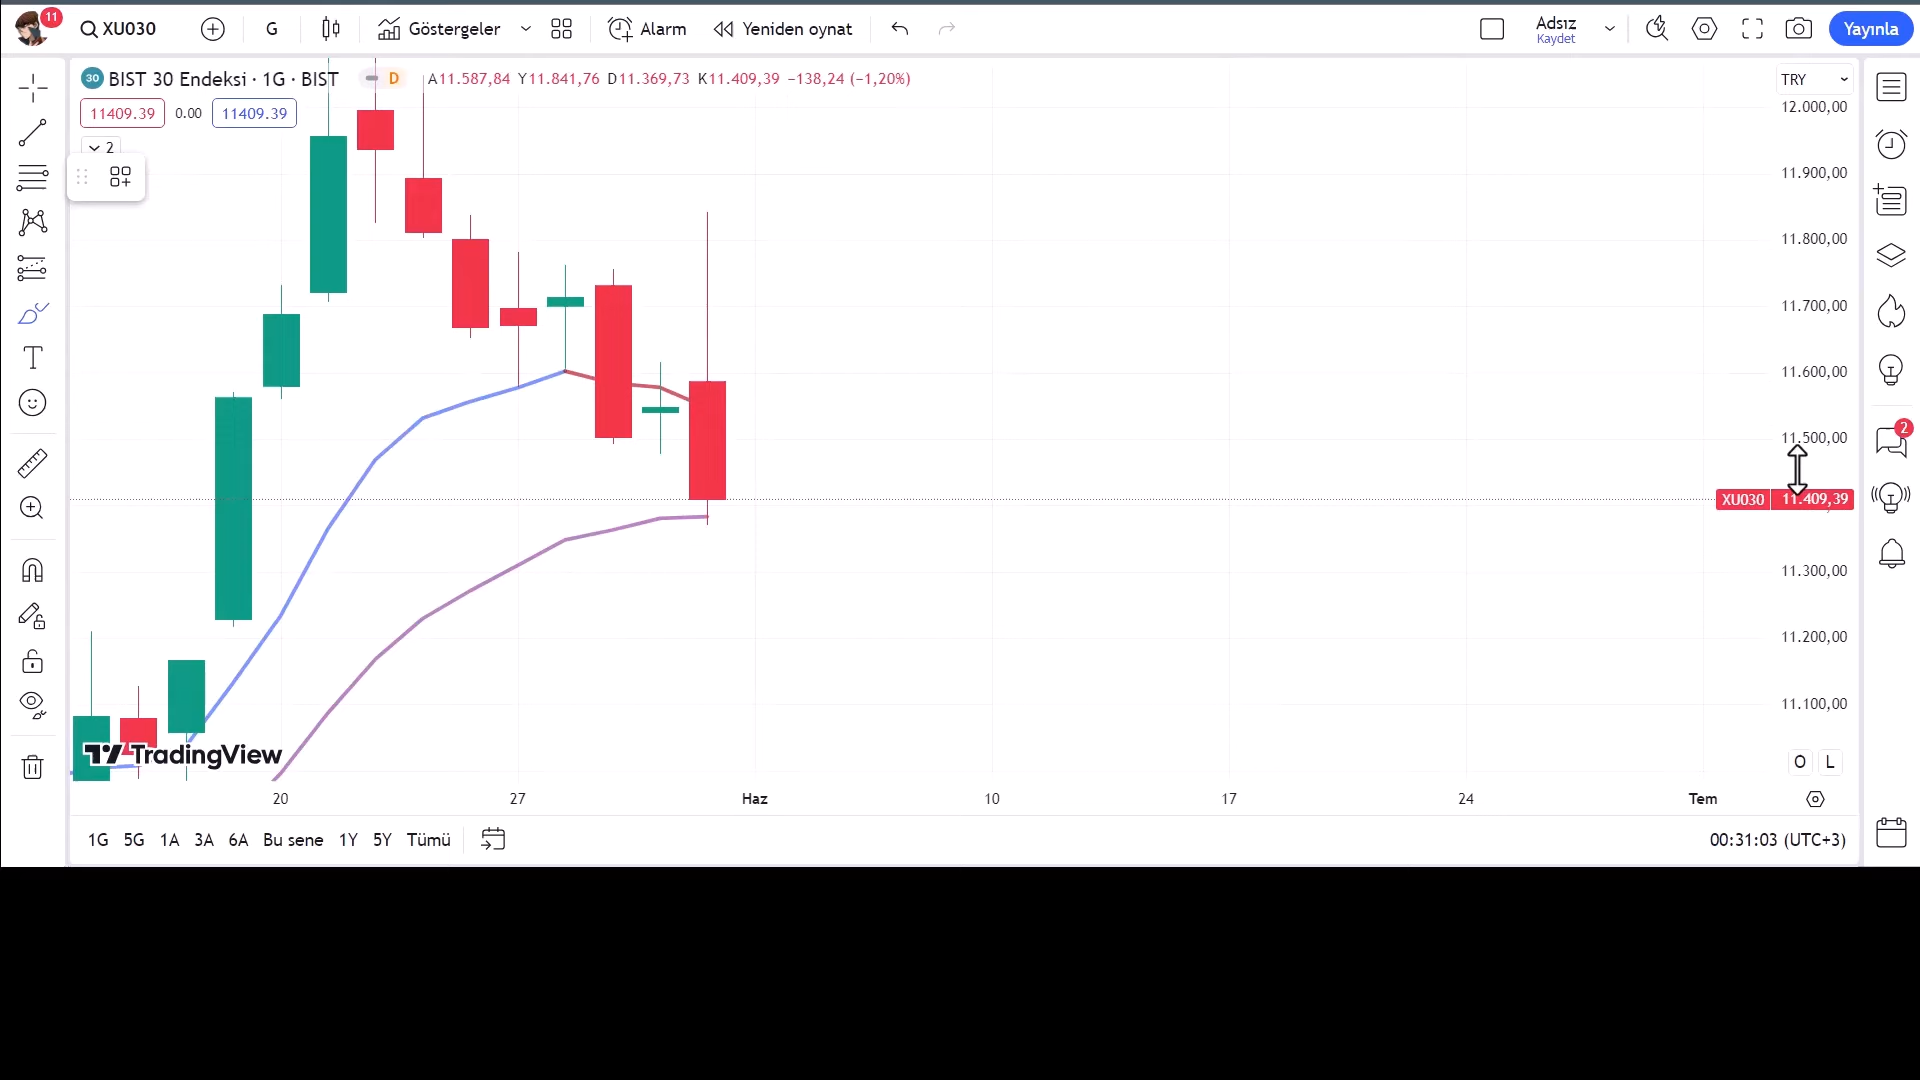 11
XU030
G
Göstergeler
Alarm
Yeniden oynat
Adsız
Kaydet
Yayınla
30 BIST 30 Endeksi · 1G · BIST
D
A11.587,84 Y11.841,76 D11.369,73 K11.409,39 −138,24 (−1,20%)
TRY
11409.39 0.00 11409.39
2
12.000,00
11.900,00
11.800,00
11.700,00
11.600,00
11.500,00
XU030 11.409,39
11.300,00
11.200,00
11.100,00
2
TradingView
O L
20 27 Haz 10 17 24 Tem
1G 5G 1A 3A 6A Bu sene 1Y 5Y Tümü
00:31:03 (UTC+3)